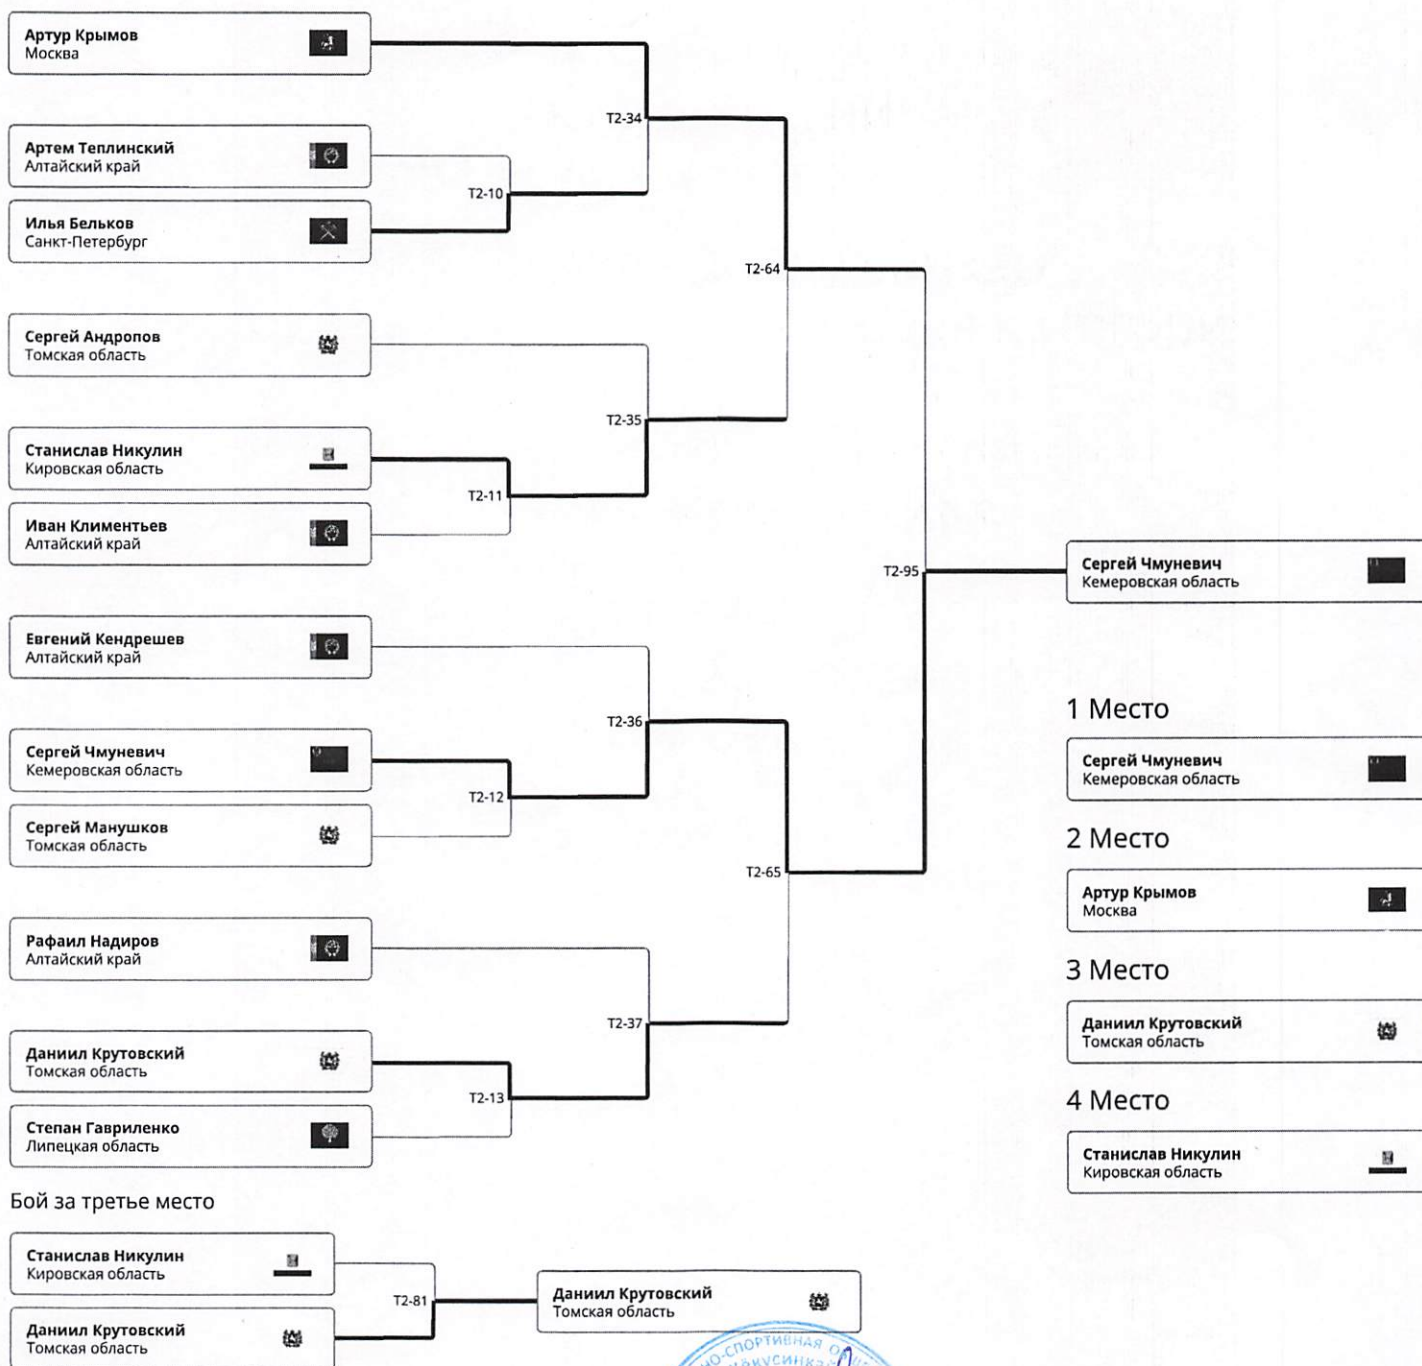 Артур Крымов
Москва
Артем Теплинский
Алтайский край
Илья Бельков
Санкт-Петербург
Сергей Андропов
Томская область
Станислав Никулин
Кировская область
Иван Климентьев
Алтайский край
Евгений Кендрешев
Алтайский край
Сергей Чмуневич
Кемеровская область
Сергей Манушков
Томская область
Рафаил Надиров
Алтайский край
Даниил Крутовский
Томская область
Степан Гавриленко
Липецкая область
T2-10
T2-11
T2-12
T2-13
T2-34
T2-35
T2-36
T2-37
T2-64
T2-65
T2-95
Сергей Чмуневич
Кемеровская область
1 Место
Сергей Чмуневич
Кемеровская область
2 Место
Артур Крымов
Москва
3 Место
Даниил Крутовский
Томская область
4 Место
Станислав Никулин
Кировская область
Бой за третье место
Станислав Никулин
Кировская область
Даниил Крутовский
Томская область
T2-81
Даниил Крутовский
Томская область